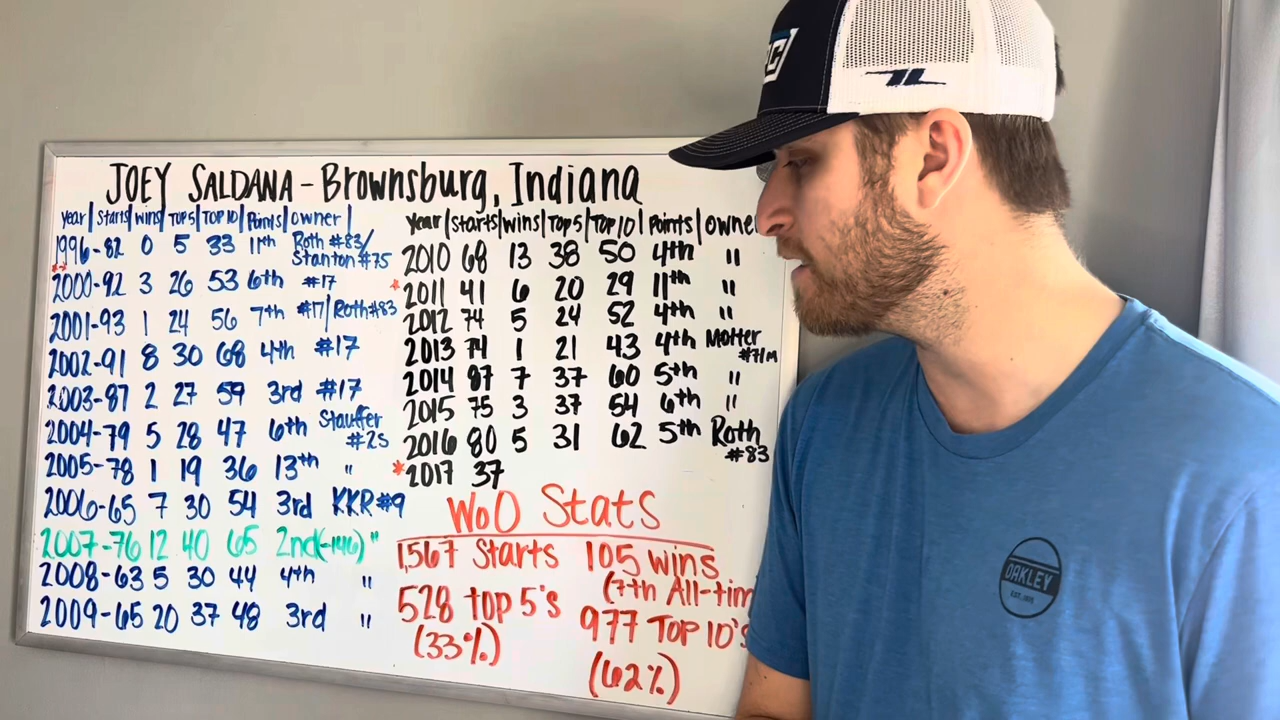 JOEY SALDANA - Brownsburg, Indiana
Year | Starts | Wins | TOP 5 | TOP 10 | Points | Owner |
1996-82 0 5 33 11th Roth #83/
Stanton #75
2000-92 3 26 53 6th #17
2001-93 1 24 56 7th #17/Roth #83
2002-91 8 30 68 4th #17
2003-87 2 27 59 3rd #17
2004-79 5 28 47 6th Stauffer
#2s
2005-78 1 19 36 13th "
2006-65 7 30 54 3rd KKR #9
2007-76 12 40 65 2nd (-146) "
2008-63 5 30 44 4th "
2009-65 20 37 48 3rd "
Year | Starts | Wins | Top 5 | Top 10 | Points | Owne
2010 68 13 38 50 4th "
* 2011 41 6 20 29 11th "
2012 74 5 24 52 4th "
2013 74 1 21 43 4th Motter
#71m
2014 87 7 37 60 5th "
2015 75 3 37 54 6th "
2016 80 5 31 62 5th Roth
#83
* 2017 37
WoO Stats
1,567 Starts 105 wins
(7th All-tim
528 top 5's 977 TOP 10's
(33%) (62%)
TL
OAKLEY